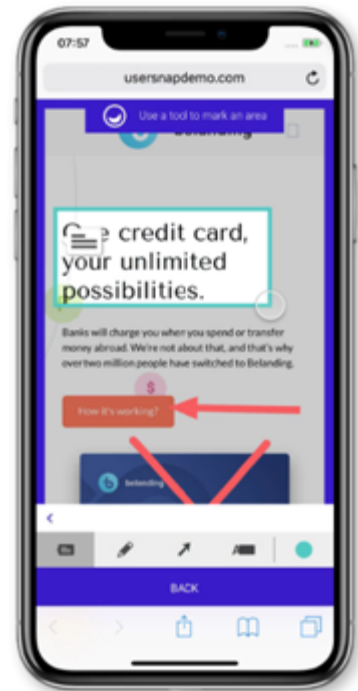 07:57
usersnapdemo.com
Use a tool to mark an area
belanding
credit card,
your unlimited
possibilities.
Banks will charge you when you spend or transfer
money abroad. We're not about that, and that's why
over two million people have switched to Belanding.
$
How it's working?
belanding
BACK